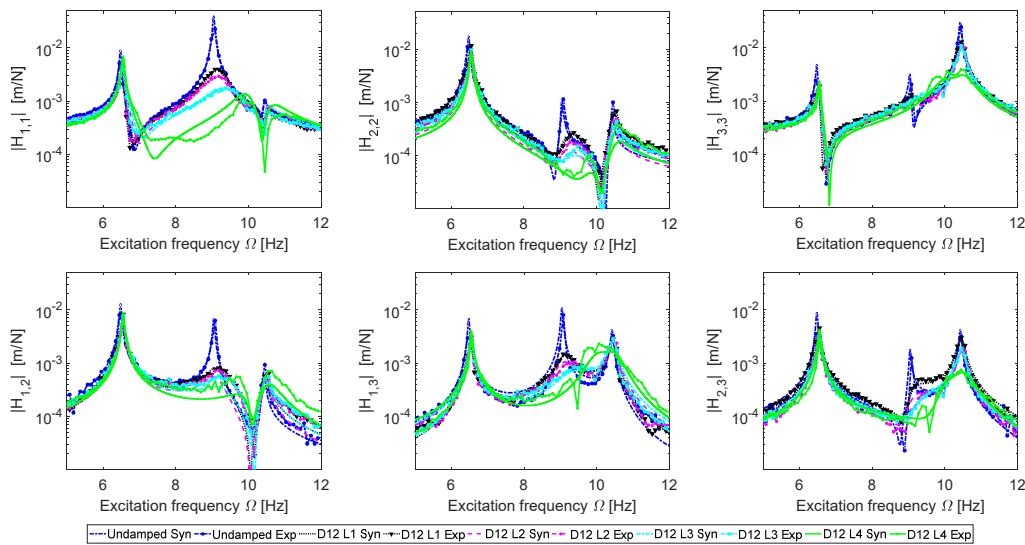 10^-2
10^-3
10^-4
|H1,1| [m/N]
6 8 10 12
Excitation frequency Ω [Hz]
10^-2
10^-3
10^-4
|H2,2| [m/N]
6 8 10 12
Excitation frequency Ω [Hz]
10^-2
10^-3
10^-4
|H3,3| [m/N]
6 8 10 12
Excitation frequency Ω [Hz]
10^-2
10^-3
10^-4
|H1,2| [m/N]
6 8 10 12
Excitation frequency Ω [Hz]
10^-2
10^-3
10^-4
|H1,3| [m/N]
6 8 10 12
Excitation frequency Ω [Hz]
10^-2
10^-3
10^-4
|H2,3| [m/N]
6 8 10 12
Excitation frequency Ω [Hz]
Undamped Syn Undamped Exp D12 L1 Syn D12 L1 Exp D12 L2 Syn D12 L2 Exp D12 L3 Syn D12 L3 Exp D12 L4 Syn D12 L4 Exp